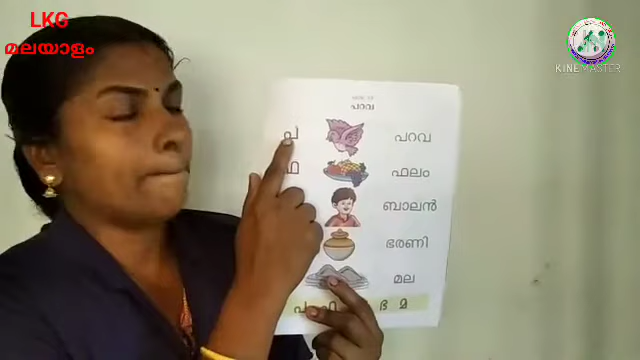 LKG
മലയാളം
KINEMASTER
പറവ
പ പറവ
ഫ ഫലം
ബാലൻ
ഭരണി
മല
പ ഫ ഭ മ